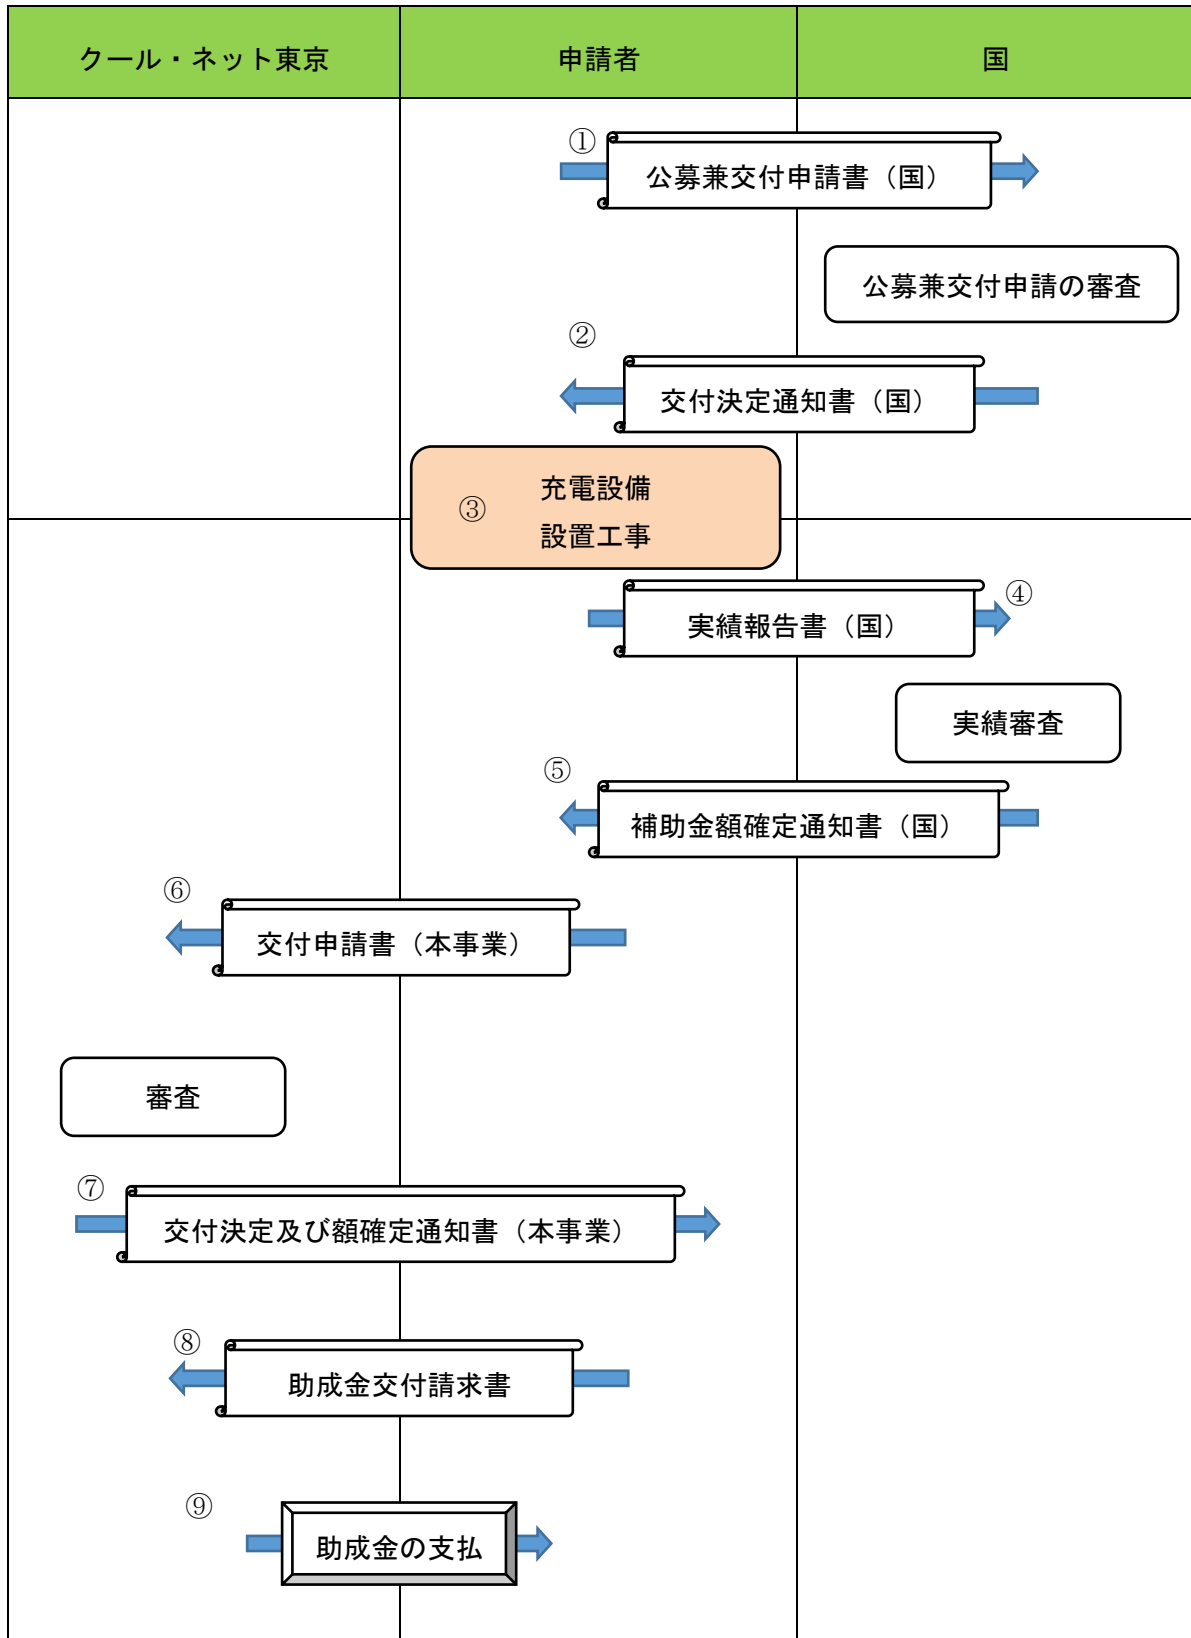 クール・ネット東京
申請者
国
①
公募兼交付申請書（国）
公募兼交付申請の審査
②
交付決定通知書（国）
③
充電設備
設置工事
④
実績報告書（国）
実績審査
⑤
補助金額確定通知書（国）
⑥
交付申請書（本事業）
審査
⑦
交付決定及び額確定通知書（本事業）
⑧
助成金交付請求書
⑨
助成金の支払